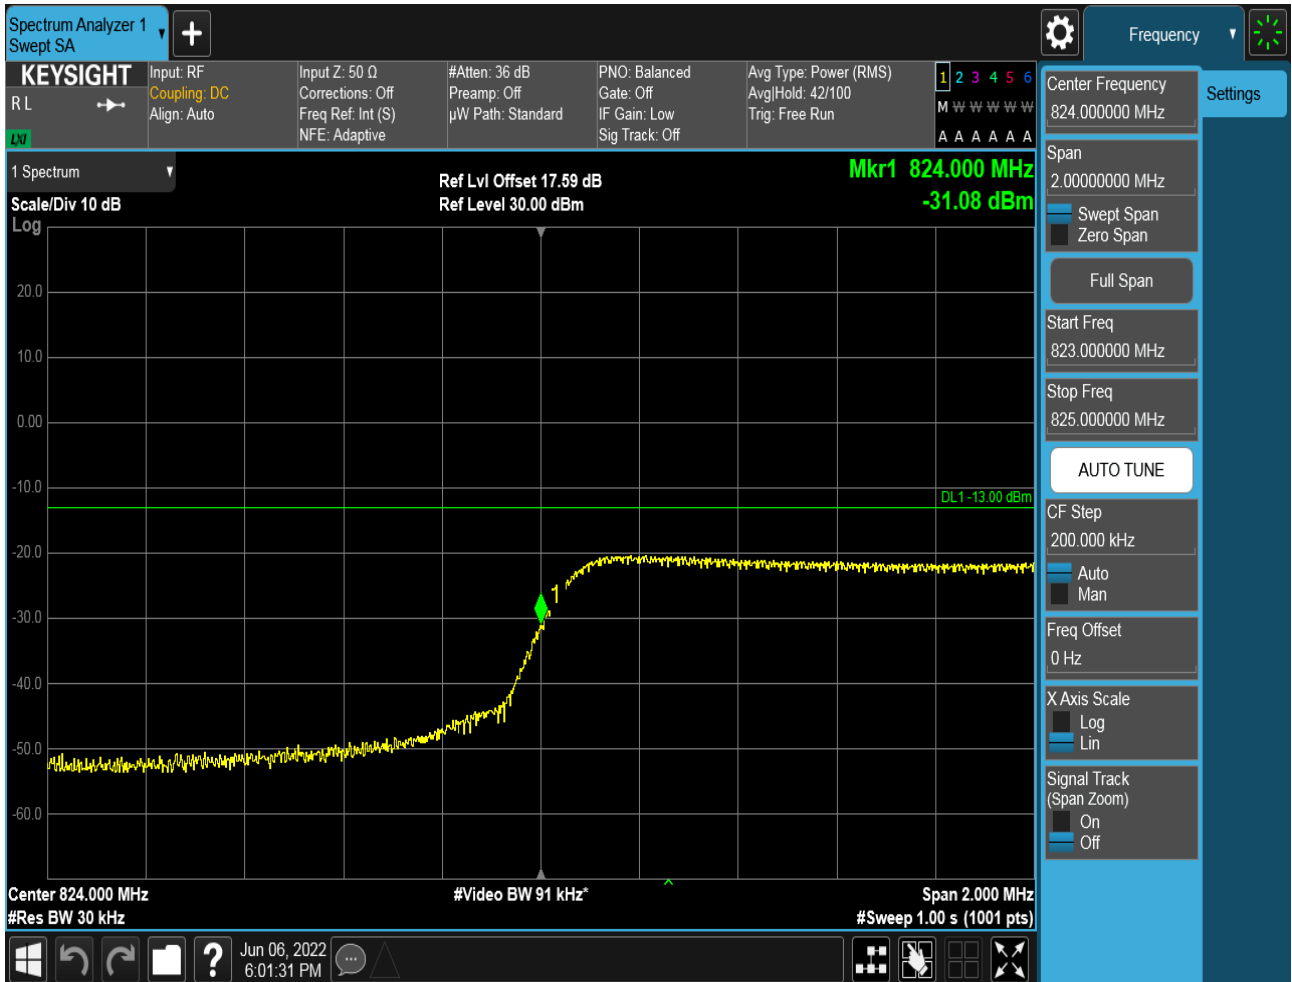 Spectrum Analyzer 1
Swept SA
Frequency
KEYSIGHT
R L
LXI
Input: RF
Coupling: DC
Align: Auto
Input Z: 50 Ω
Corrections: Off
Freq Ref: Int (S)
NFE: Adaptive
#Atten: 36 dB
Preamp: Off
µW Path: Standard
PNO: Balanced
Gate: Off
IF Gain: Low
Sig Track: Off
Avg Type: Power (RMS)
Avg|Hold: 42/100
Trig: Free Run
1 2 3 4 5 6
M W W W W W
A A A A A A
1 Spectrum
Scale/Div 10 dB
Log
Ref Lvl Offset 17.59 dB
Ref Level 30.00 dBm
Mkr1 824.000 MHz
-31.08 dBm
20.0
10.0
0.00
-10.0
DL1 -13.00 dBm
-20.0
1
-30.0
-40.0
-50.0
-60.0
Center 824.000 MHz
#Video BW 91 kHz*
Span 2.000 MHz
#Res BW 30 kHz
#Sweep 1.00 s (1001 pts)
Jun 06, 2022
6:01:31 PM
Center Frequency
824.000000 MHz
Settings
Span
2.00000000 MHz
Swept Span
Zero Span
Full Span
Start Freq
823.000000 MHz
Stop Freq
825.000000 MHz
AUTO TUNE
CF Step
200.000 kHz
Auto
Man
Freq Offset
0 Hz
X Axis Scale
Log
Lin
Signal Track
(Span Zoom)
On
Off